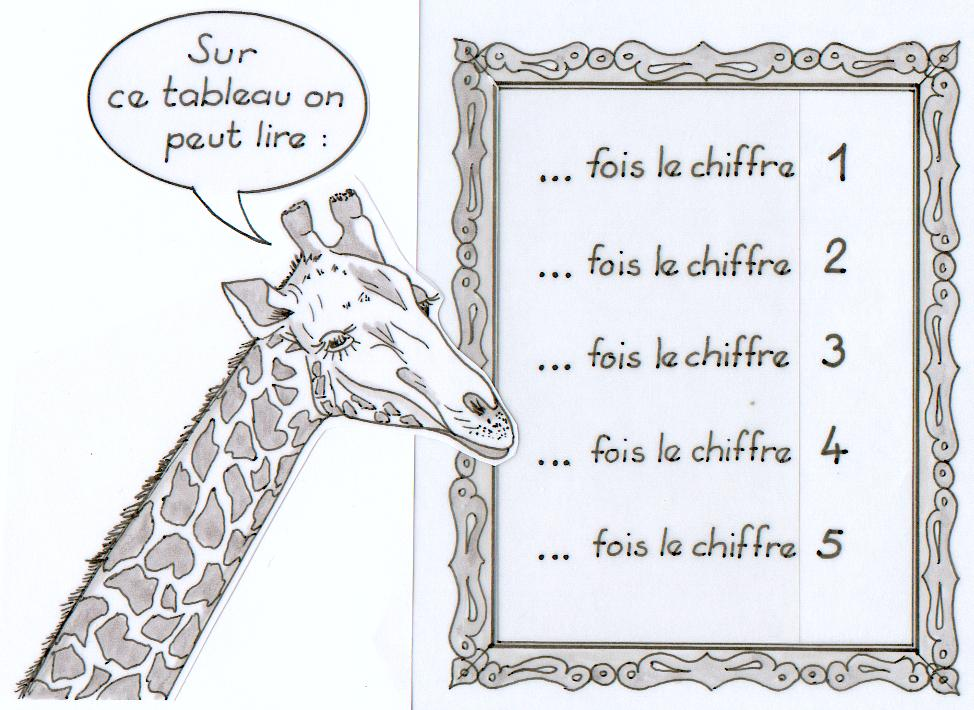 Sur
ce tableau on
peut lire :
... fois le chiffre 1
... fois le chiffre 2
... fois le chiffre 3
... fois le chiffre 4
... fois le chiffre 5